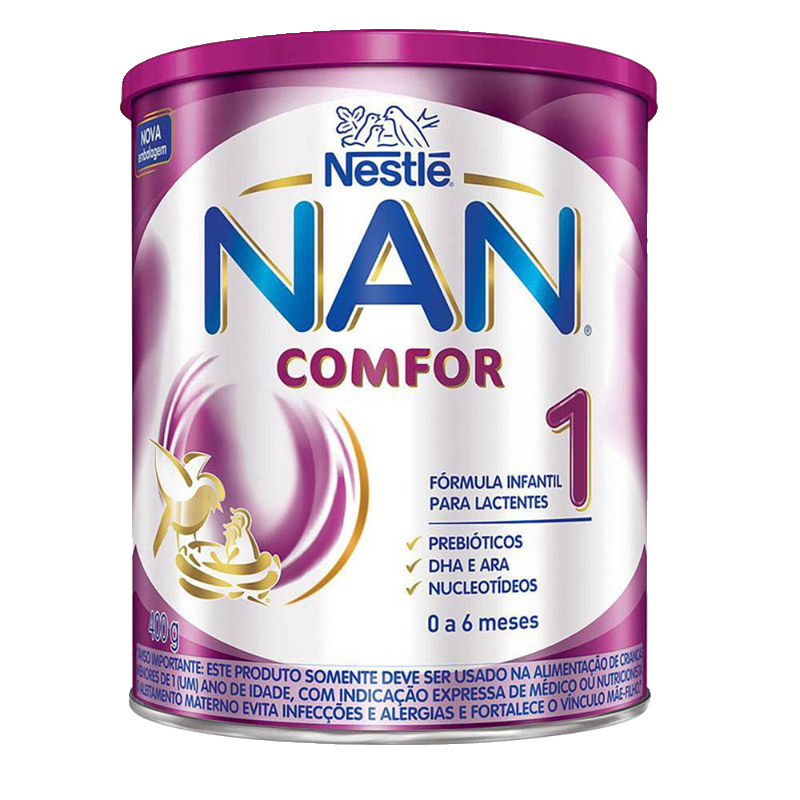 NOVA
embalagem
Nestlé
NAN®
COMFOR
1
FÓRMULA INFANTIL
PARA LACTENTES
PREBIÓTICOS
DHA E ARA
NUCLEOTÍDEOS
0 a 6 meses
400 g
AVISO IMPORTANTE: ESTE PRODUTO SOMENTE DEVE SER USADO NA ALIMENTAÇÃO DE CRIANÇAS
MENORES DE 1 (UM) ANO DE IDADE, COM INDICAÇÃO EXPRESSA DE MÉDICO OU NUTRICIONISTA.
O ALEITAMENTO MATERNO EVITA INFECÇÕES E ALERGIAS E FORTALECE O VÍNCULO MÃE-FILHO.